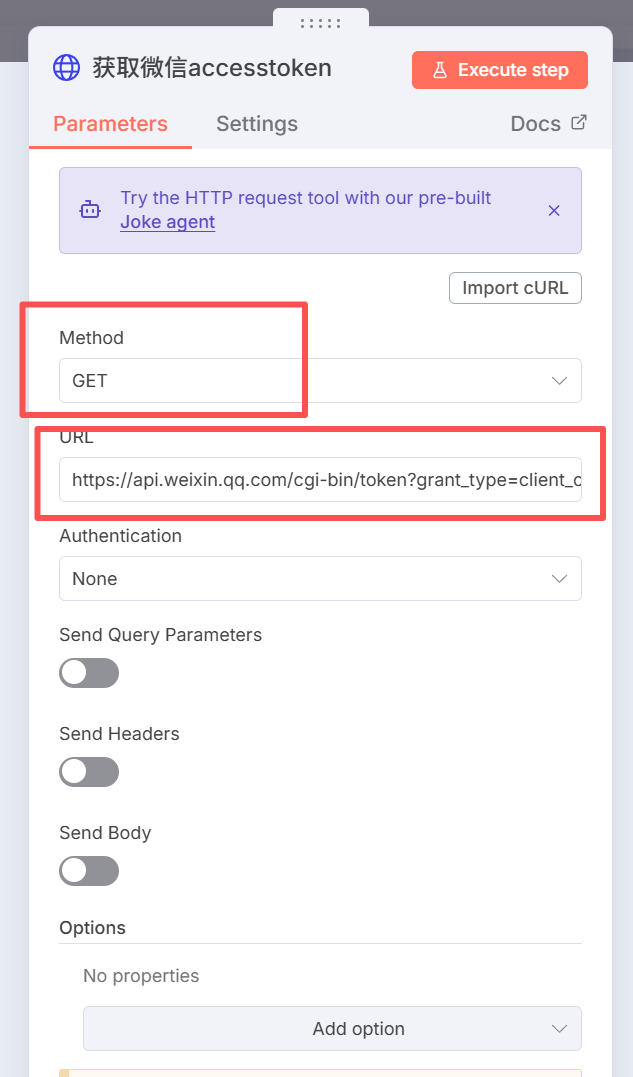 获取微信accesstoken
Execute step
Parameters
Settings
Docs
Try the HTTP request tool with our pre-built
Joke agent
Import cURL
Method
GET
URL
https://api.weixin.qq.com/cgi-bin/token?grant_type=client_c
Authentication
None
Send Query Parameters
Send Headers
Send Body
Options
No properties
Add option